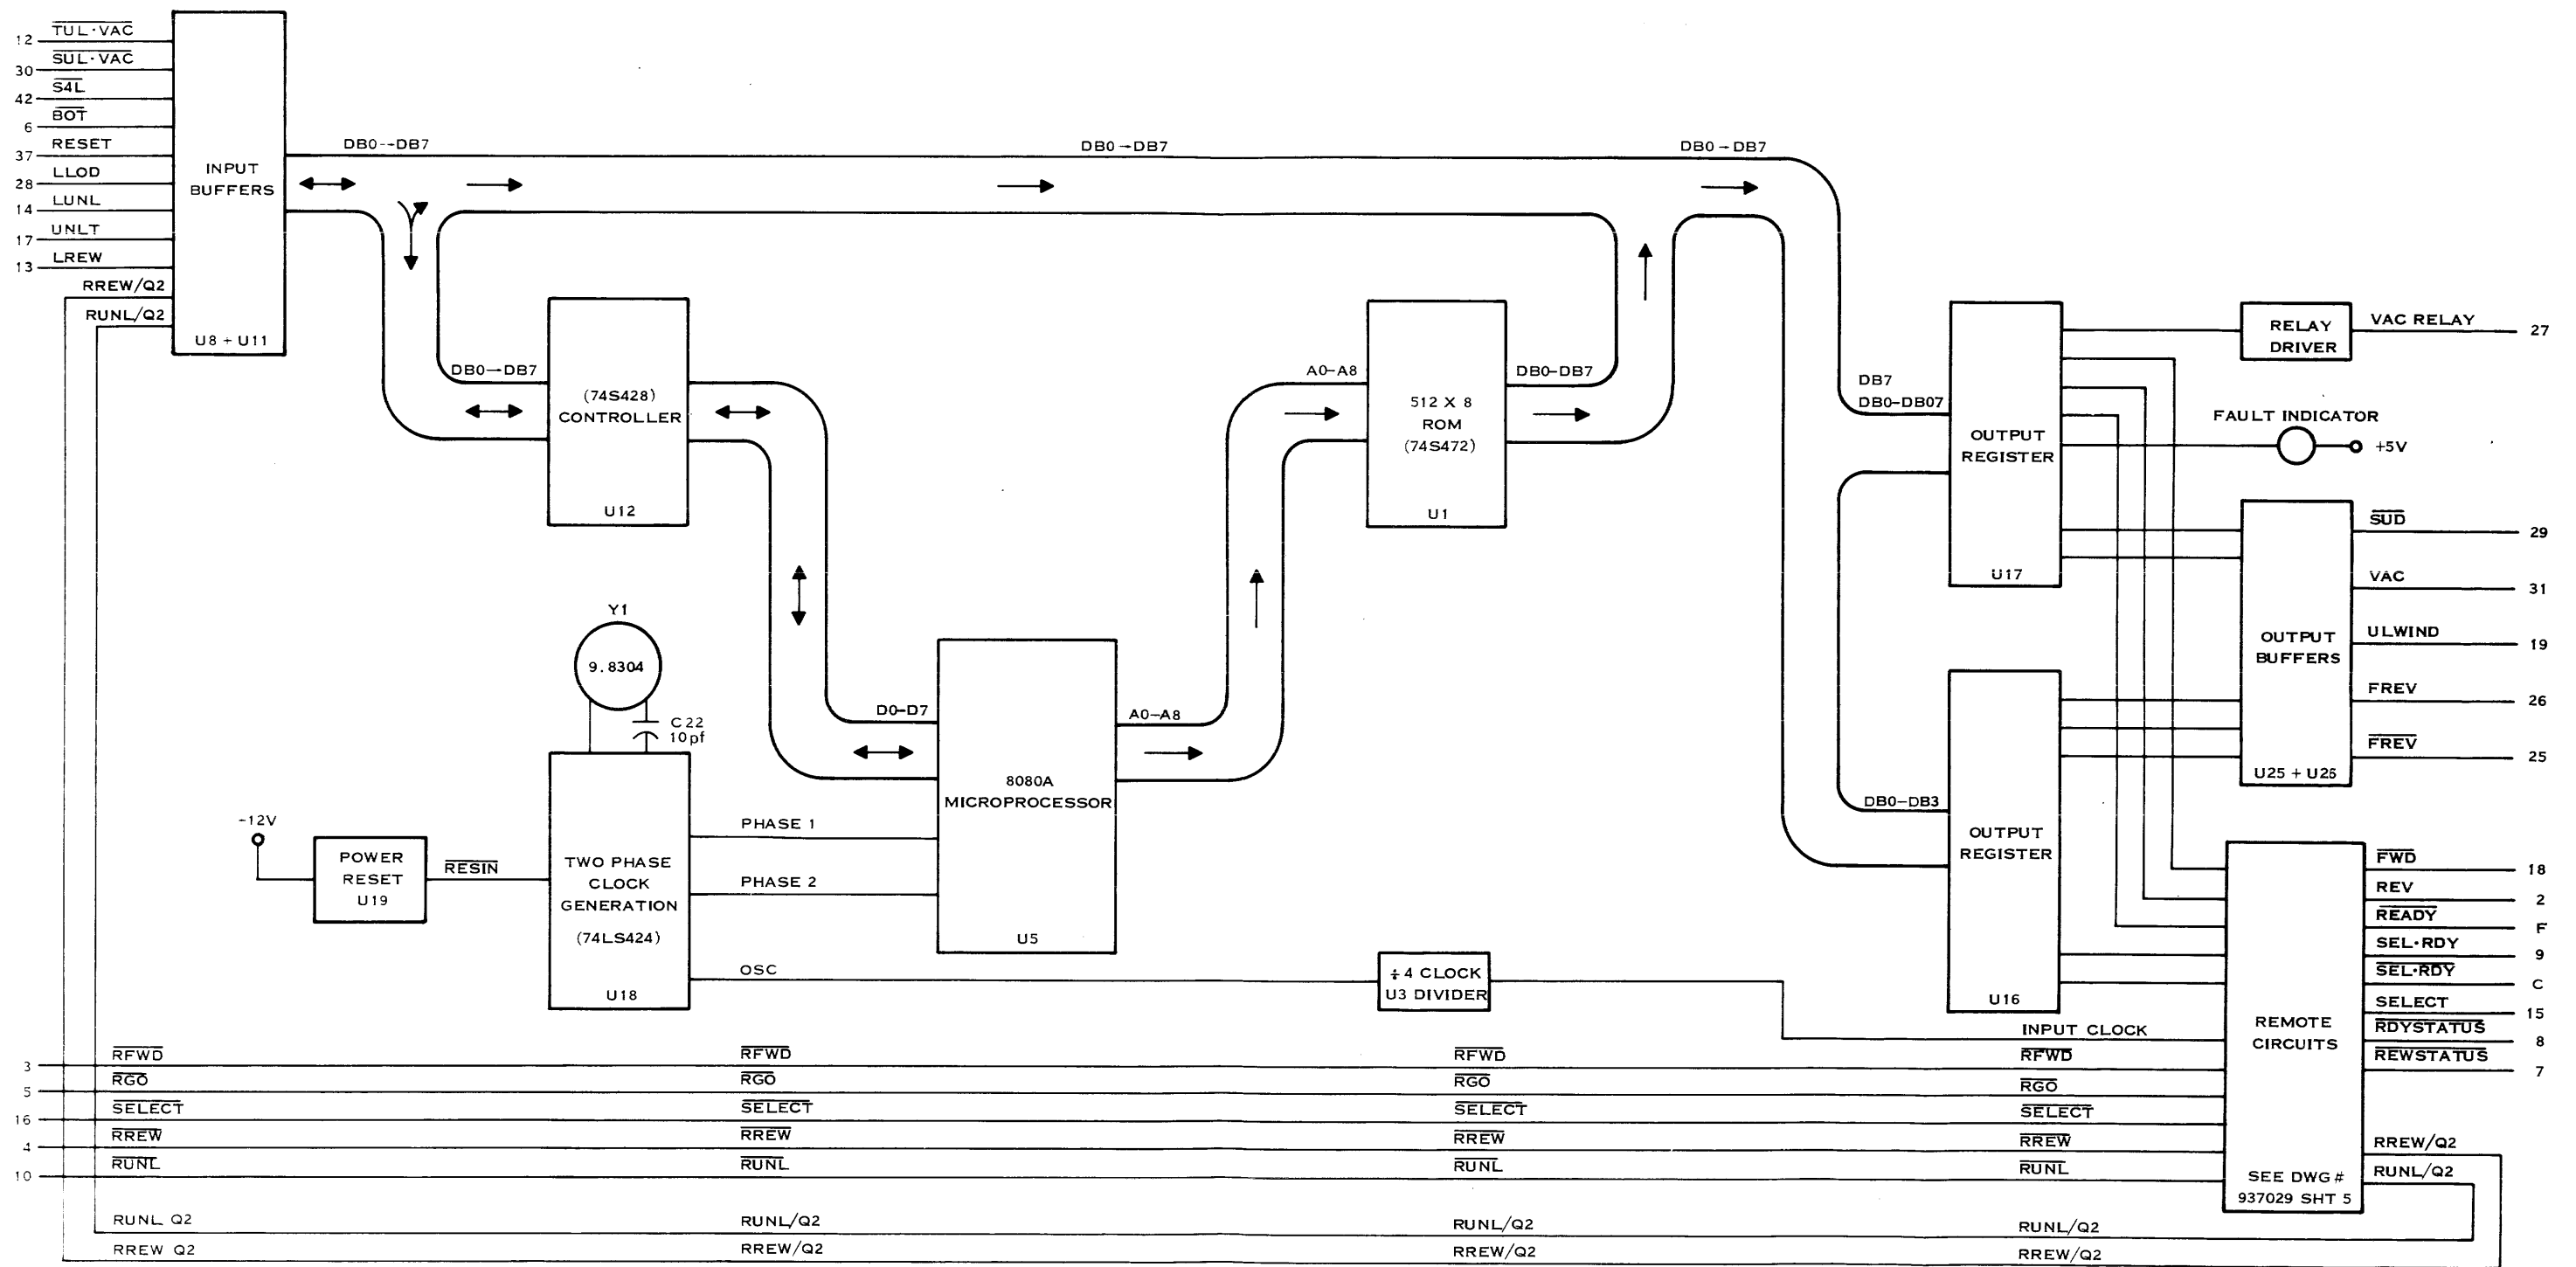 12 TUL·VAC
30 SUL·VAC
42 S4L
6 BOT
37 RESET
28 LLOD
14 LUNL
17 UNLT
13 LREW
RREW/Q2
RUNL/Q2
INPUT
BUFFERS
U8 + U11
DB0→DB7
DB0→DB7
DB0→DB7
DB0→DB7
(74S428)
CONTROLLER
U12
A0-A8
512 X 8
ROM
(74S472)
U1
DB0-DB7
DB7
DB0-DB07
OUTPUT
REGISTER
U17
RELAY
DRIVER
VAC RELAY 27
FAULT INDICATOR
+5V
SUD 29
VAC 31
ULWIND 19
FREV 26
FREV 25
OUTPUT
BUFFERS
U25 + U26
Y1
9.8304
C22
10pf
D0-D7
8080A
MICROPROCESSOR
U5
A0-A8
DB0-DB3
OUTPUT
REGISTER
U16
-12V
POWER
RESET
U19
RESIN
TWO PHASE
CLOCK
GENERATION
(74LS424)
U18
PHASE 1
PHASE 2
OSC
÷4 CLOCK
U3 DIVIDER
INPUT CLOCK
REMOTE
CIRCUITS
SEE DWG #
937029 SHT 5
FWD 18
REV 2
READY F
SEL·RDY 9
SEL·RDY C
SELECT 15
RDYSTATUS 8
REWSTATUS 7
RREW/Q2
RUNL/Q2
3 RFWD RFWD RFWD RFWD
5 RGO RGO RGO RGO
16 SELECT SELECT SELECT SELECT
4 RREW RREW RREW RREW
10 RUNL RUNL RUNL RUNL
RUNL Q2 RUNL/Q2 RUNL/Q2 RUNL/Q2
RREW Q2 RREW/Q2 RREW/Q2 RREW/Q2